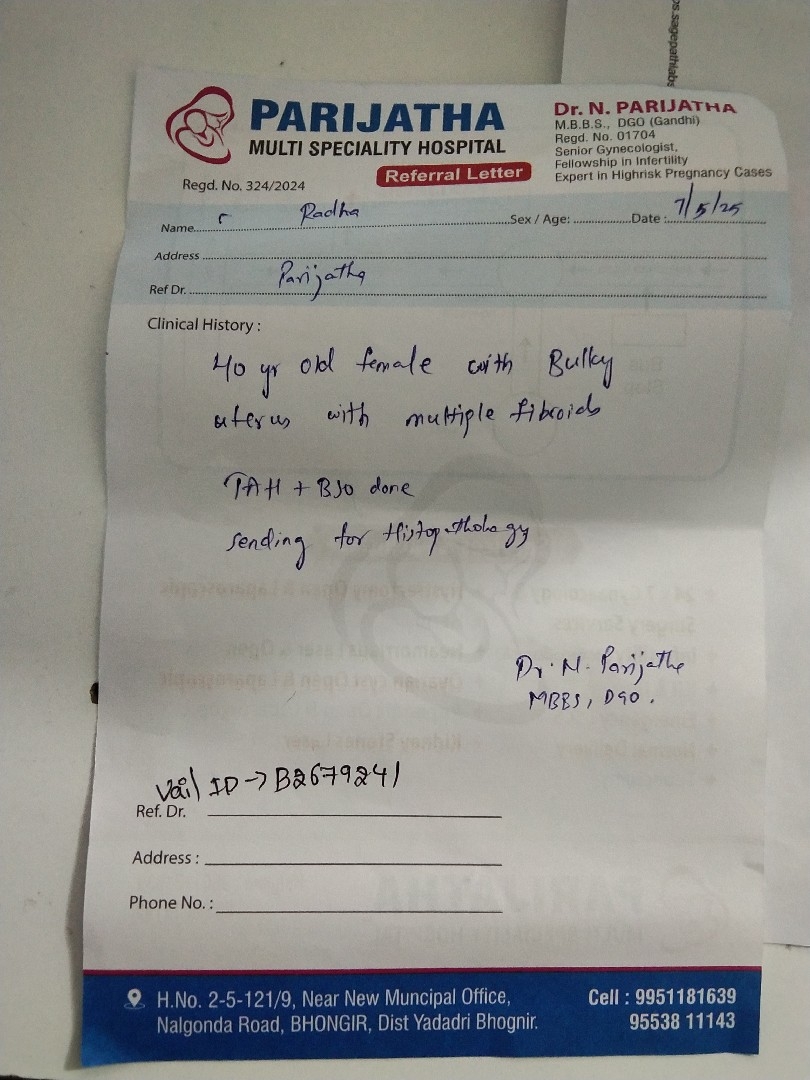 ps.sagepathlabs
PARIJATHA
MULTI SPECIALITY HOSPITAL
Regd. No. 324/2024
Referral Letter
Dr. N. PARIJATHA
M.B.B.S., DGO (Gandhi)
Regd. No. 01704
Senior Gynecologist,
Fellowship in Infertility
Expert in Highrisk Pregnancy Cases
Name.... Radha ....Sex / Age: ....Date : 7/5/25
Address ....
Ref Dr. .... Parijatha
Clinical History :
40 yr old female with Bulky
uterus with multiple fibroids
TAH + BSO done
sending for Histopathology
Dr. N. Parijatha
MBBS, DGO.
Vail ID → B2679241
Ref. Dr.
Address :
Phone No. :
H.No. 2-5-121/9, Near New Muncipal Office,
Nalgonda Road, BHONGIR, Dist Yadadri Bhognir.
Cell : 9951181639
95538 11143